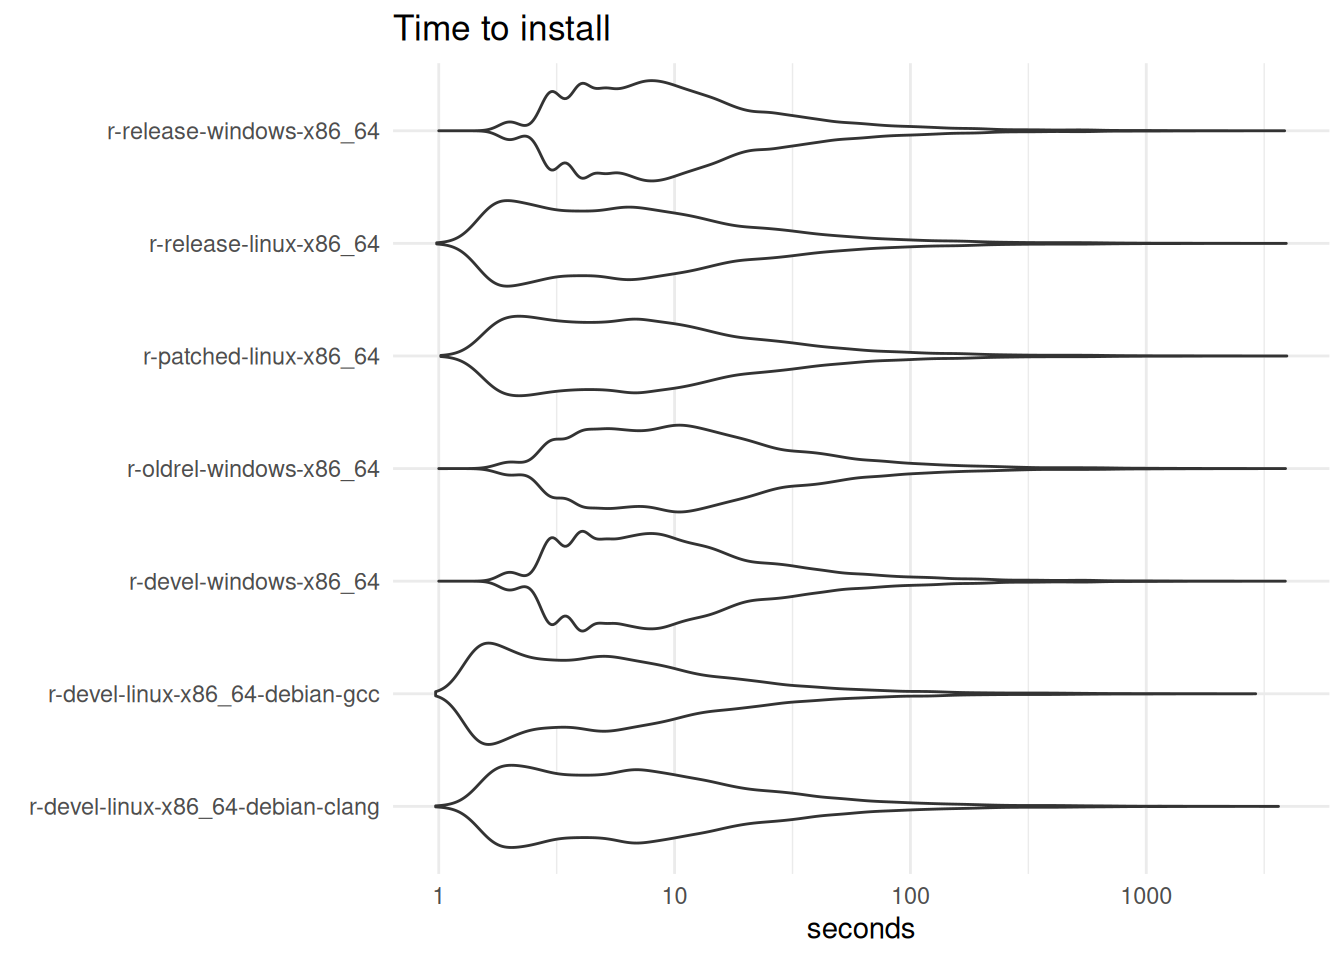 Time to install
r-release-windows-x86_64
r-release-linux-x86_64
r-patched-linux-x86_64
r-oldrel-windows-x86_64
r-devel-windows-x86_64
r-devel-linux-x86_64-debian-gcc
r-devel-linux-x86_64-debian-clang
1 10 100 1000
seconds